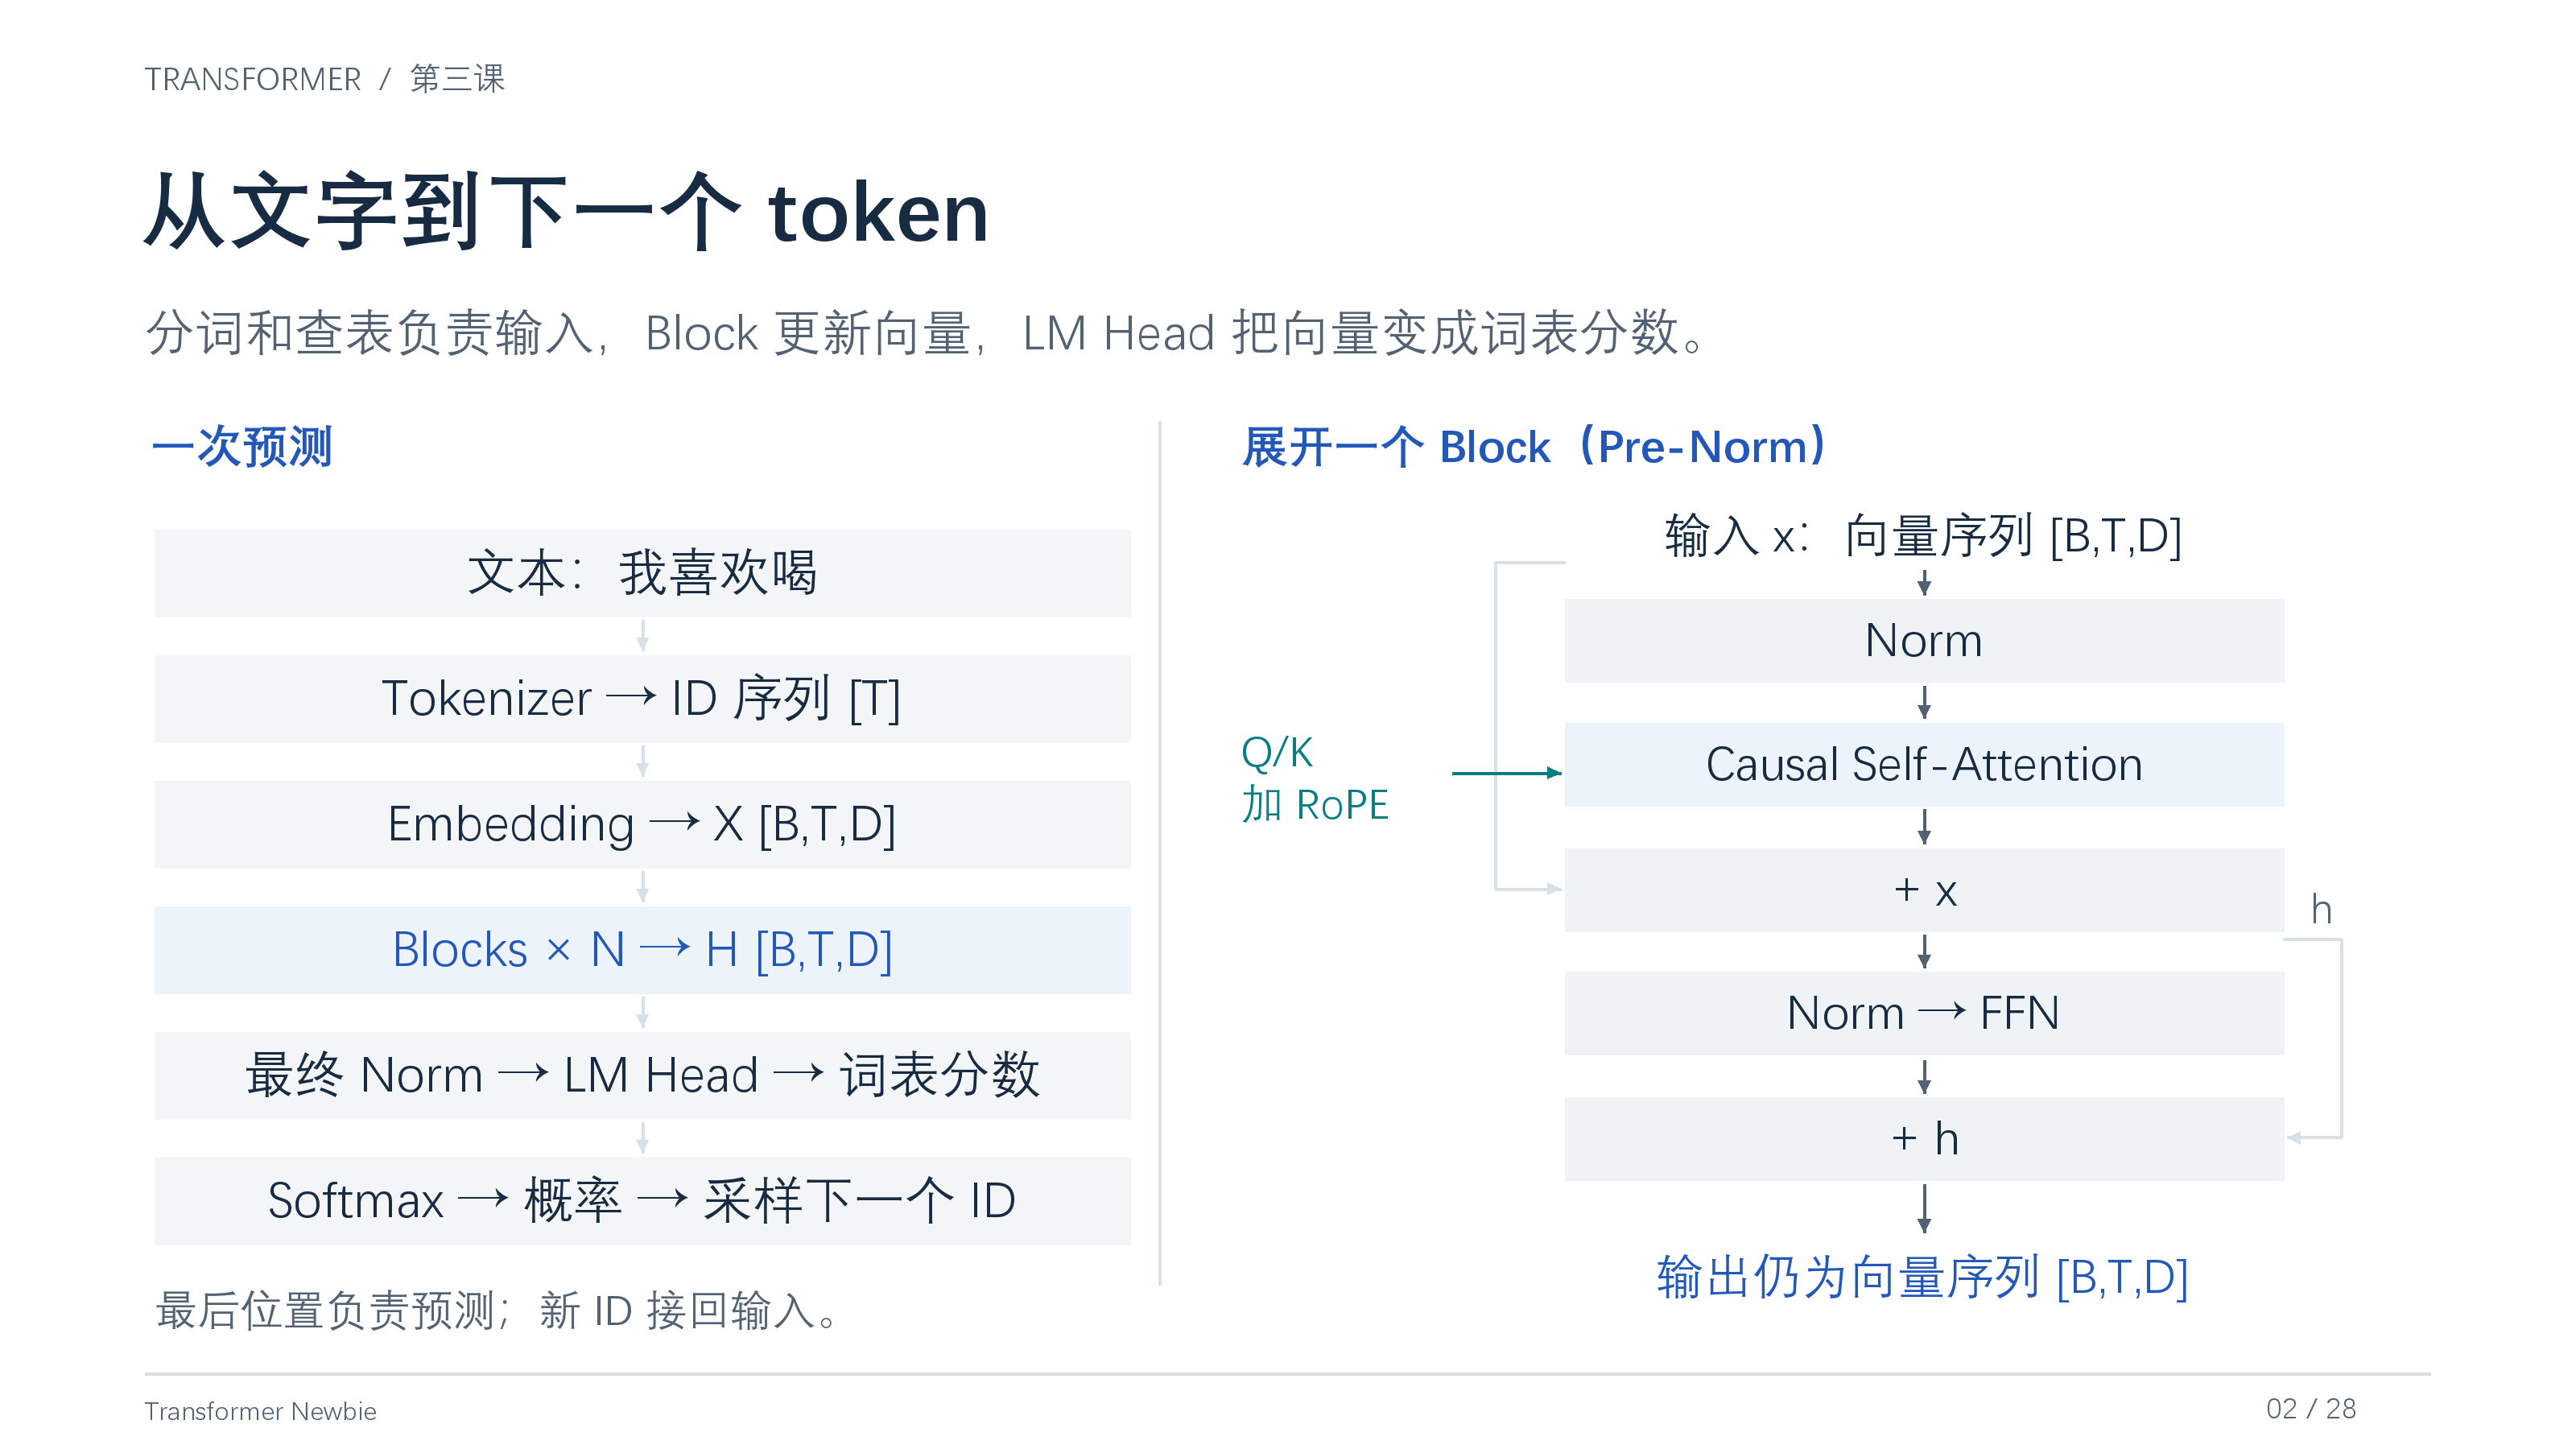 TRANSFORMER / 第三课
从文字到下一个 token
分词和查表负责输入，Block 更新向量，LM Head 把向量变成词表分数。
一次预测
文本：我喜欢喝
Tokenizer → ID 序列 [T]
Embedding → X [B,T,D]
Blocks × N → H [B,T,D]
最终 Norm → LM Head → 词表分数
Softmax → 概率 → 采样下一个 ID
最后位置负责预测；新 ID 接回输入。
展开一个 Block（Pre-Norm）
输入 x：向量序列 [B,T,D]
Norm
Q/K
加 RoPE
Causal Self-Attention
+ x
h
Norm → FFN
+ h
输出仍为向量序列 [B,T,D]
Transformer Newbie
02 / 28